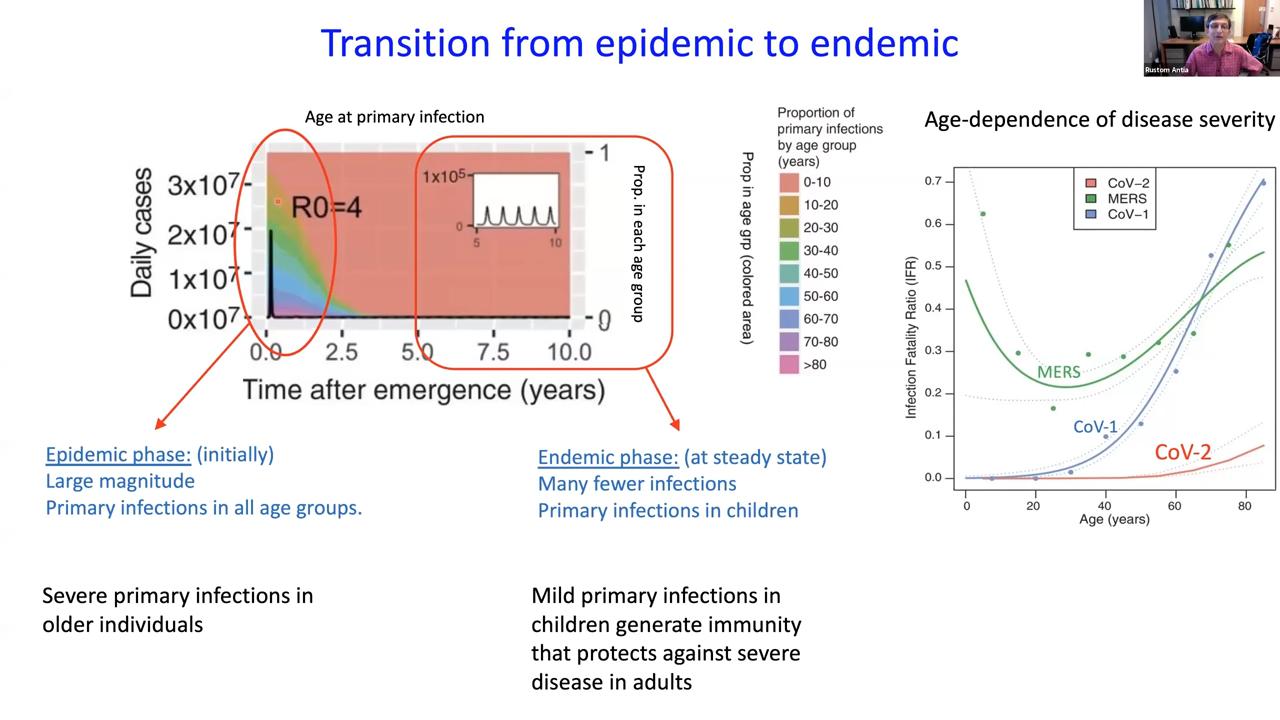 Transition from epidemic to endemic
Rustom Antia
Age at primary infection
Daily cases
3x10⁷
2x10⁷
1x10⁷
0x10⁷
R0=4
1x10⁵
0
5
10
1
0
Prop. in each age group
0.0
2.5
5.0
7.5
10.0
Time after emergence (years)
Prop in age grp (colored area)
Proportion of
primary infections
by age group
(years)
0-10
10-20
20-30
30-40
40-50
50-60
60-70
70-80
>80
Age-dependence of disease severity
Infection Fatality Ratio (IFR)
0.7
0.6
0.5
0.4
0.3
0.2
0.1
0.0
CoV-2
MERS
CoV-1
MERS
CoV-1
CoV-2
0
20
40
60
80
Age (years)
Epidemic phase: (initially)
Large magnitude
Primary infections in all age groups.
Endemic phase: (at steady state)
Many fewer infections
Primary infections in children
Severe primary infections in
older individuals
Mild primary infections in
children generate immunity
that protects against severe
disease in adults